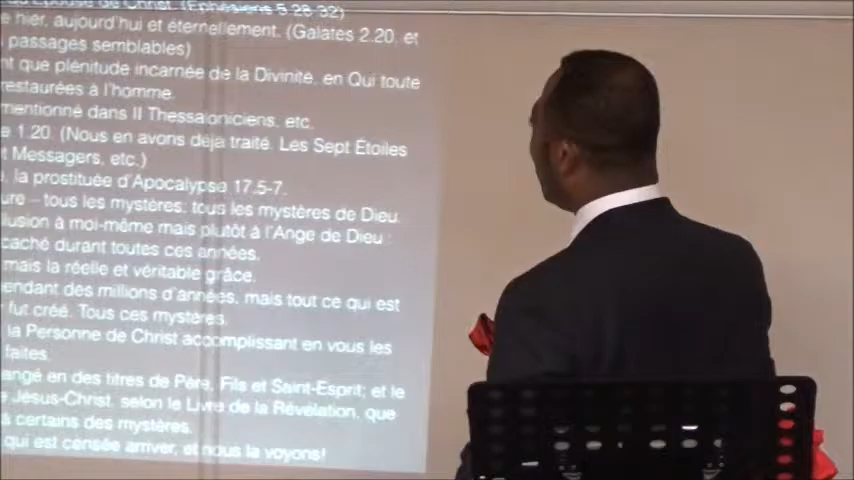 Epouse de Christ. (Ephésiens 5.26-32)
hier, aujourd'hui et éternellement. (Galates 2.20, et
passages semblables)
nt que plénitude incarnée de la Divinité, en Qui toute
restaurées à l'homme.
mentionné dans II Thessaloniciens, etc.
e 1.20. (Nous en avons déjà traité. Les Sept Etoiles
t Messagers, etc.)
, la prostituée d'Apocalypse 17.5-7.
ure – tous les mystères: tous les mystères de Dieu.
llusion à moi-même mais plutôt à l'Ange de Dieu :
caché durant toutes ces années.
mais la réelle et véritable grâce.
endant des millions d'années, mais tout ce qui est
fut créé. Tous ces mystères.
la Personne de Christ accomplissant en vous les
faites.
angé en des titres de Père, Fils et Saint-Esprit; et le
e Jésus-Christ, selon le Livre de la Révélation, que
à certains des mystères.
qui est censée arriver, et nous la voyons!